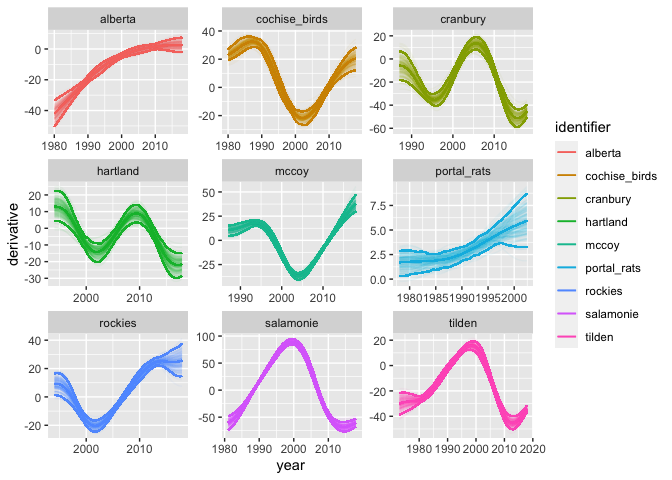 alberta
cochise_birds
cranbury
0
-20
-40
1980 1990 2000 2010
40
20
0
-20
1980 1990 2000 2010
20
0
-20
-40
-60
1990 2000 2010
hartland
mccoy
portal_rats
20
10
0
-10
-20
-30
2000 2010
50
25
0
-25
1990 2000 2010
7.5
5.0
2.5
0.0
1980 1985 1990 1995 2000
rockies
salamonie
tilden
40
20
0
-20
2000 2010
100
50
0
-50
1980 1990 2000 2010
20
0
-20
-40
1980 1990 2000 2010 2020
derivative
year
identifier
alberta
cochise_birds
cranbury
hartland
mccoy
portal_rats
rockies
salamonie
tilden